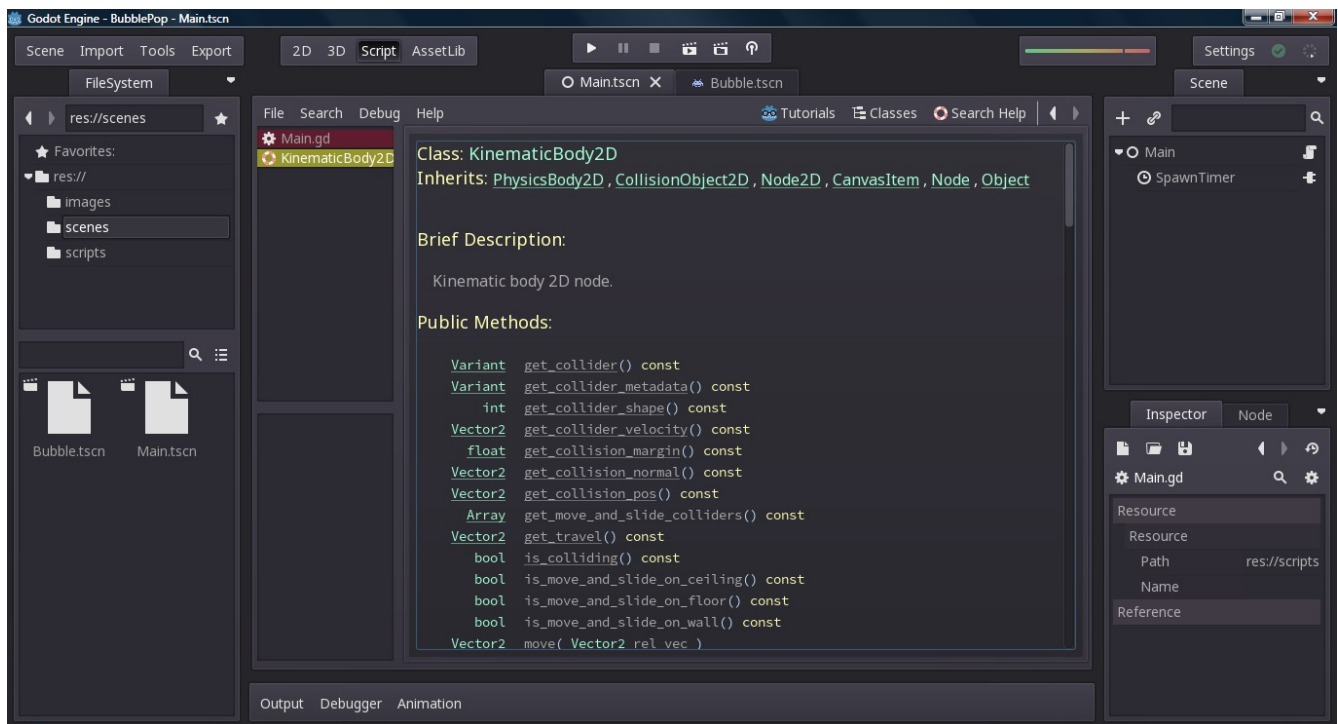 Godot Engine - BubblePop - Main.tscn
Scene Import Tools Export
2D 3D Script AssetLib
Settings
FileSystem
Main.tscn
Bubble.tscn
Scene
res://scenes
Favorites:
res://
images
scenes
scripts
Bubble.tscn
Main.tscn
File Search Debug Help
Tutorials Classes Search Help
Main.gd
KinematicBody2D
Class: KinematicBody2D
Inherits: PhysicsBody2D , CollisionObject2D , Node2D , CanvasItem , Node , Object
Brief Description:
Kinematic body 2D node.
Public Methods:
Variant get_collider() const
Variant get_collider_metadata() const
int get_collider_shape() const
Vector2 get_collider_velocity() const
float get_collision_margin() const
Vector2 get_collision_normal() const
Vector2 get_collision_pos() const
Array get_move_and_slide_colliders() const
Vector2 get_travel() const
bool is_colliding() const
bool is_move_and_slide_on_ceiling() const
bool is_move_and_slide_on_floor() const
bool is_move_and_slide_on_wall() const
Vector2 move( Vector2 rel_vec )
Output Debugger Animation
Main
SpawnTimer
Inspector Node
Main.gd
Resource
Resource
Path res://scripts
Name
Reference